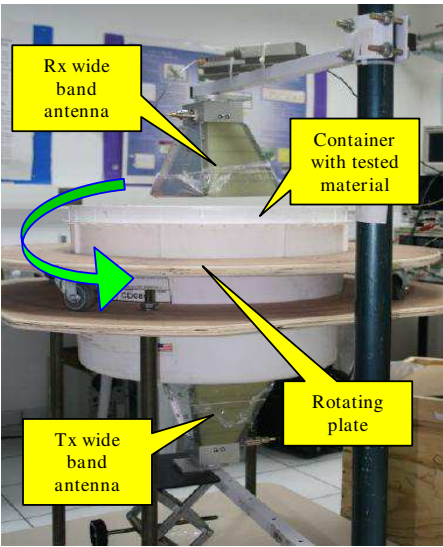 Rx wide
band
antenna
Container
with tested
material
Rotating
plate
Tx wide
band
antenna